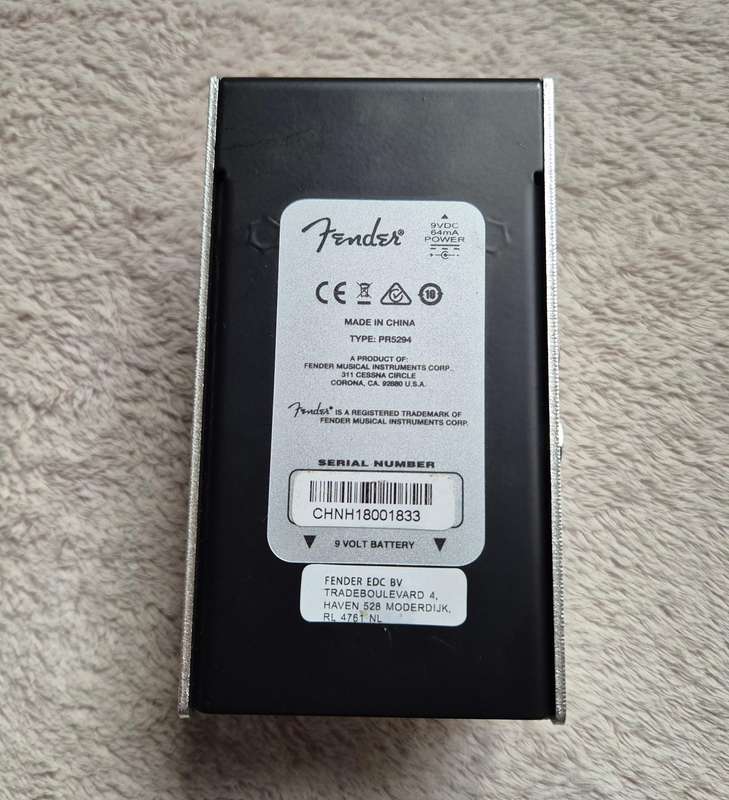 Fender®
9VDC
64mA
POWER
CE
10
MADE IN CHINA
TYPE: PR5294
A PRODUCT OF:
FENDER MUSICAL INSTRUMENTS CORP.
311 CESSNA CIRCLE
CORONA, CA. 92880 U.S.A.
Fender® IS A REGISTERED TRADEMARK OF
FENDER MUSICAL INSTRUMENTS CORP.
SERIAL NUMBER
CHNH18001833
9 VOLT BATTERY
FENDER EDC BV
TRADEBOULEVARD 4,
HAVEN 528 MODERDIJK,
RL 4761 NL